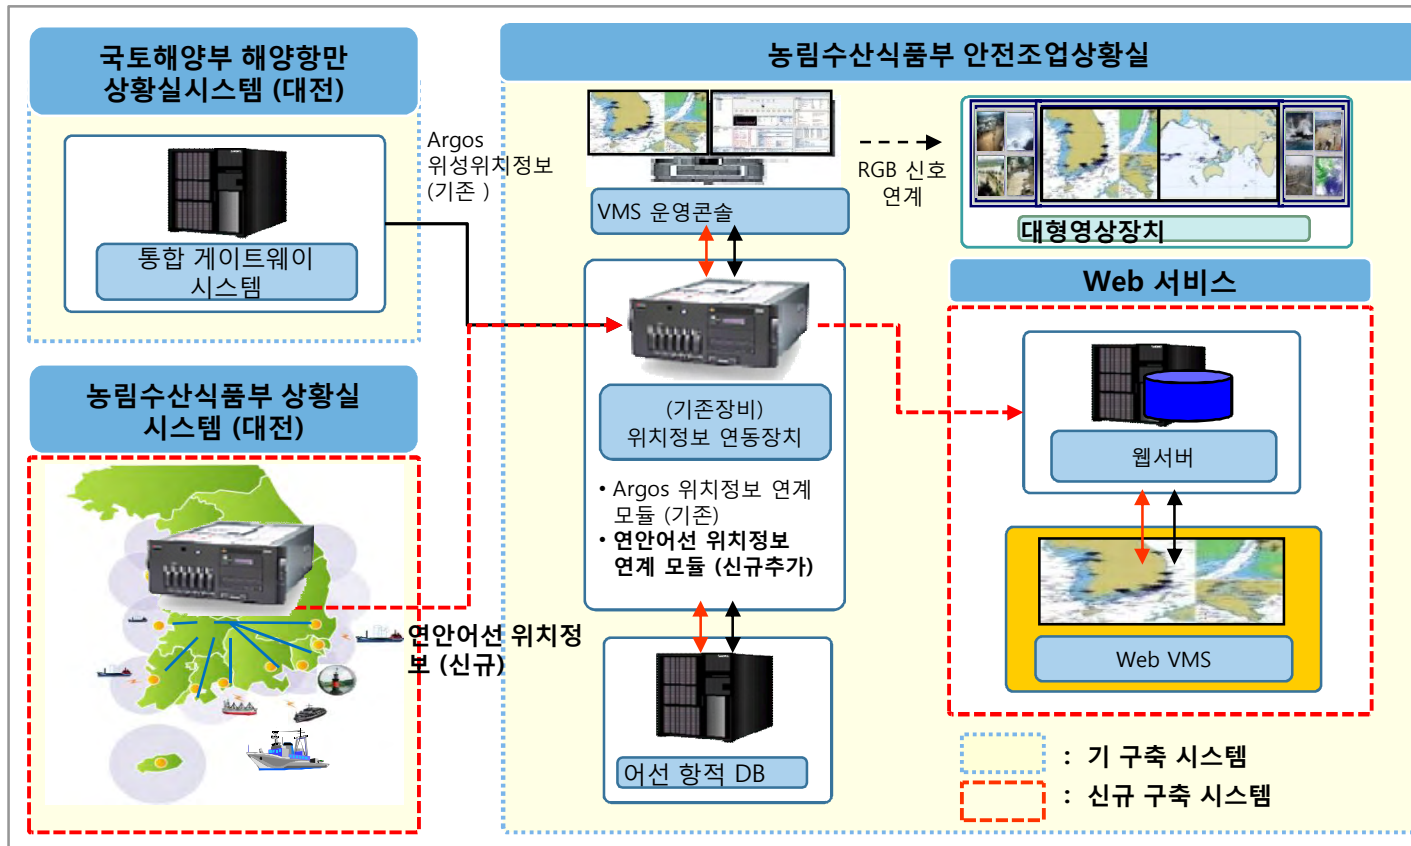 국토해양부 해양항만
상황실시스템 (대전)
통합 게이트웨이
시스템
Argos
위성위치정보
(기존 )
농림수산식품부 상황실
시스템 (대전)
연안어선 위치정
보 (신규)
농림수산식품부 안전조업상황실
VMS 운영콘솔
RGB 신호
연계
대형영상장치
(기존장비)
위치정보 연동장치
• Argos 위치정보 연계
모듈 (기존)
• 연안어선 위치정보
연계 모듈 (신규추가)
어선 항적 DB
Web 서비스
웹서버
Web VMS
: 기 구축 시스템
: 신규 구축 시스템